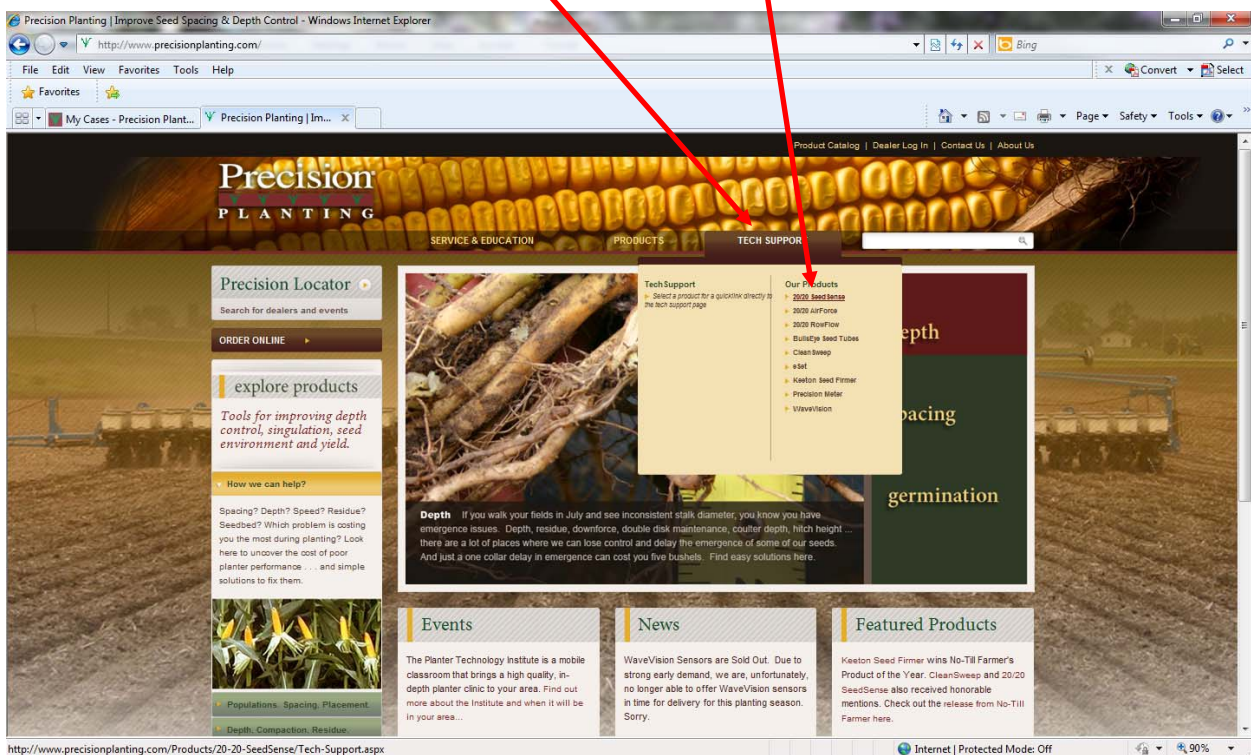 Precision Planting | Improve Seed Spacing & Depth Control - Windows Internet Explorer
http://www.precisionplanting.com/
Bing
File Edit View Favorites Tools Help
Convert Select
Favorites
My Cases - Precision Plant...
Precision Planting | Im...
Page Safety Tools
Product Catalog | Dealer Log In | Contact Us | About Us
Precision
PLANTING
SERVICE & EDUCATION PRODUCTS TECH SUPPORT
Precision Locator
Search for dealers and events
ORDER ONLINE
explore products
Tools for improving depth
control, singulation, seed
environment and yield.
How we can help?
Spacing? Depth? Speed? Residue?
Seedbed? Which problem is costing
you the most during planting? Look
here to uncover the cost of poor
planter performance . . . and simple
solutions to fix them.
Populations. Spacing. Placement.
Depth. Compaction. Residue.
Tech Support
Select a product for a quicklink directly to
the tech support page
Our Products
20/20 SeedSense
20/20 AirForce
20/20 RowFlow
BullsEye Seed Tubes
CleanSweep
eSet
Keeton Seed Firmer
Precision Meter
WaveVision
epth
pacing
germination
Depth If you walk your fields in July and see inconsistent stalk diameter, you know you have
emergence issues. Depth, residue, downforce, double disk maintenance, coulter depth, hitch height ...
there are a lot of places where we can lose control and delay the emergence of some of our seeds.
And just a one collar delay in emergence can cost you five bushels. Find easy solutions here.
Events
The Planter Technology Institute is a mobile
classroom that brings a high quality, in-
depth planter clinic to your area. Find out
more about the Institute and when it will be
in your area...
News
WaveVision Sensors are Sold Out. Due to
strong early demand, we are, unfortunately,
no longer able to offer WaveVision sensors
in time for delivery for this planting season.
Sorry.
Featured Products
Keeton Seed Firmer wins No-Till Farmer's
Product of the Year. CleanSweep and 20/20
SeedSense also received honorable
mentions. Check out the release from No-Till
Farmer here.
http://www.precisionplanting.com/Products/20-20-SeedSense/Tech-Support.aspx
Internet | Protected Mode: Off
90%